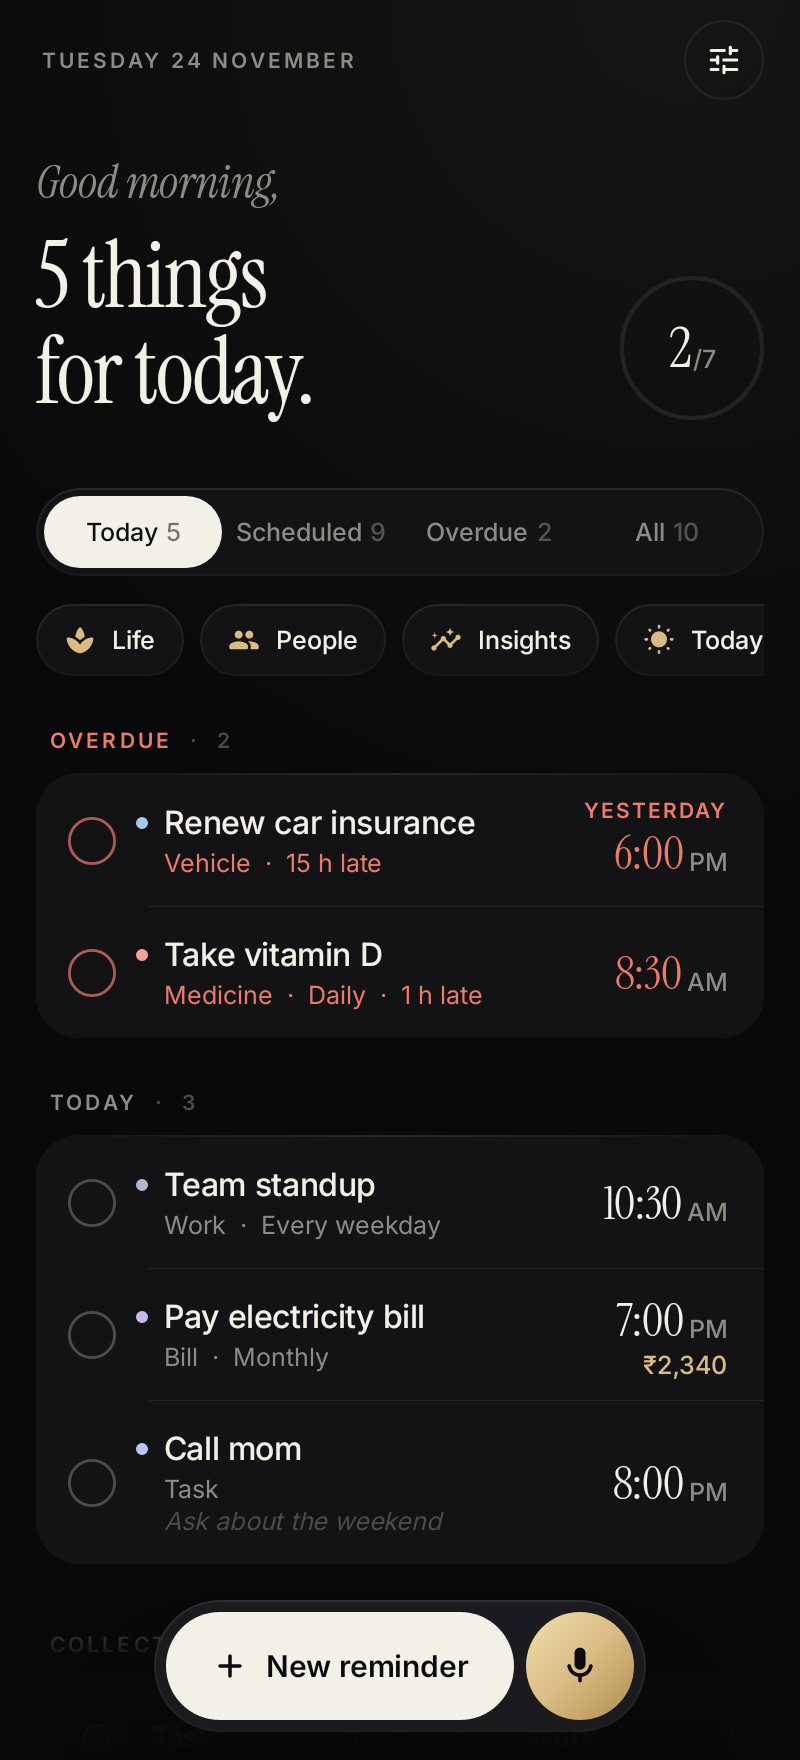 TUESDAY 24 NOVEMBER
Good morning,
5 things
for today.
2/7
Today 5
Scheduled 9
Overdue 2
All 10
Life
People
Insights
Today
OVERDUE · 2
Renew car insurance
Vehicle · 15 h late
YESTERDAY
6:00 PM
Take vitamin D
Medicine · Daily · 1 h late
8:30 AM
TODAY · 3
Team standup
Work · Every weekday
10:30 AM
Pay electricity bill
Bill · Monthly
7:00 PM
₹2,340
Call mom
Task
Ask about the weekend
8:00 PM
COLLECT
New reminder
Task
Work